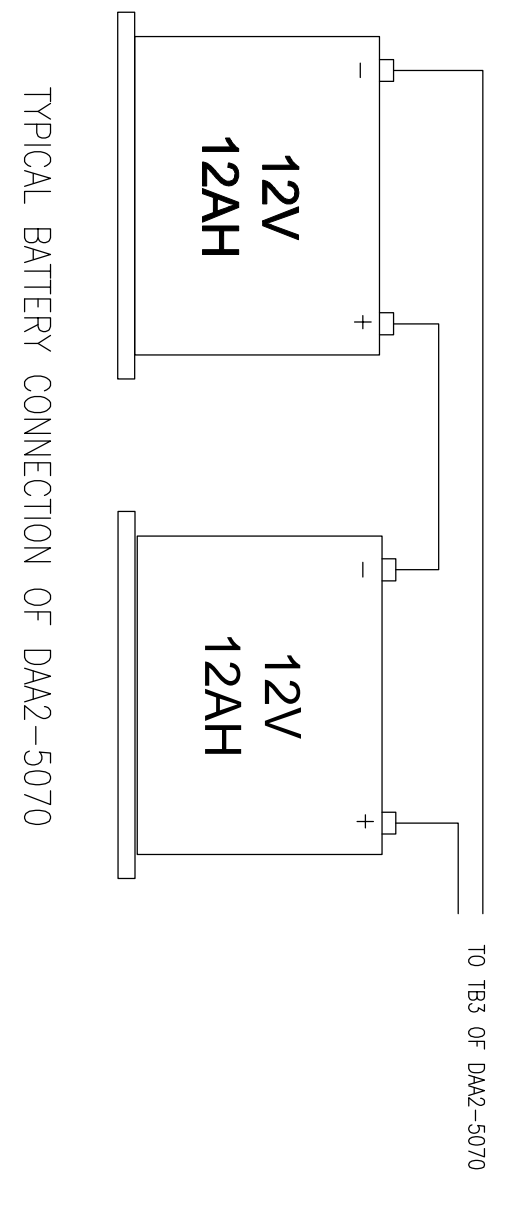 TO TB3 OF DAA2-5070
-
+
-
+
12V
12AH
12V
12AH
TYPICAL BATTERY CONNECTION OF DAA2-5070